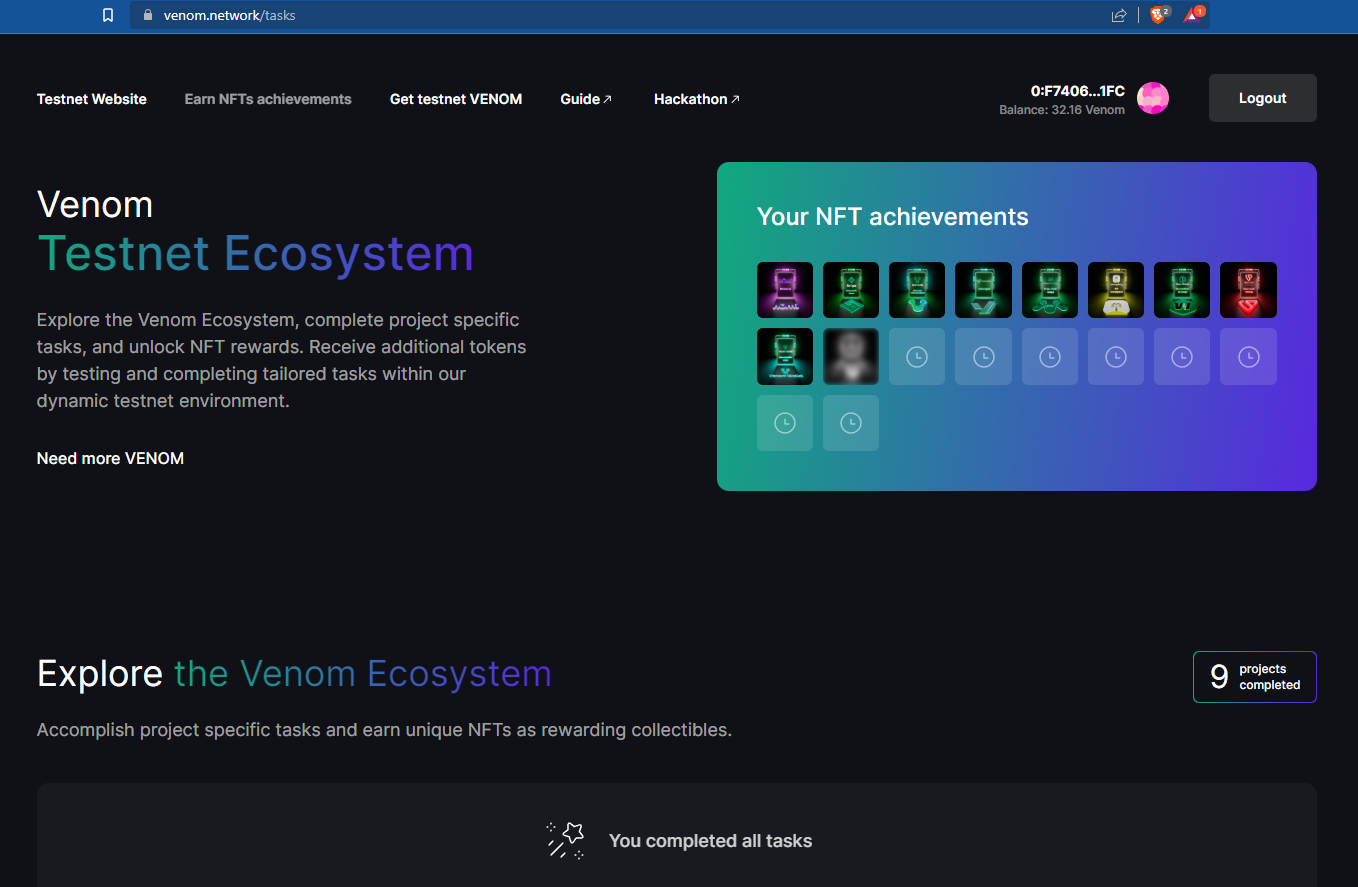 venom.network/tasks
2
1
Testnet Website
Earn NFTs achievements
Get testnet VENOM
Guide
Hackathon
0:F7406...1FC
Balance: 32.16 Venom
Logout
Venom
Testnet Ecosystem
Explore the Venom Ecosystem, complete project specific
tasks, and unlock NFT rewards. Receive additional tokens
by testing and completing tailored tasks within our
dynamic testnet environment.
Need more VENOM
Your NFT achievements
Explore the Venom Ecosystem
Accomplish project specific tasks and earn unique NFTs as rewarding collectibles.
9
projects
completed
You completed all tasks